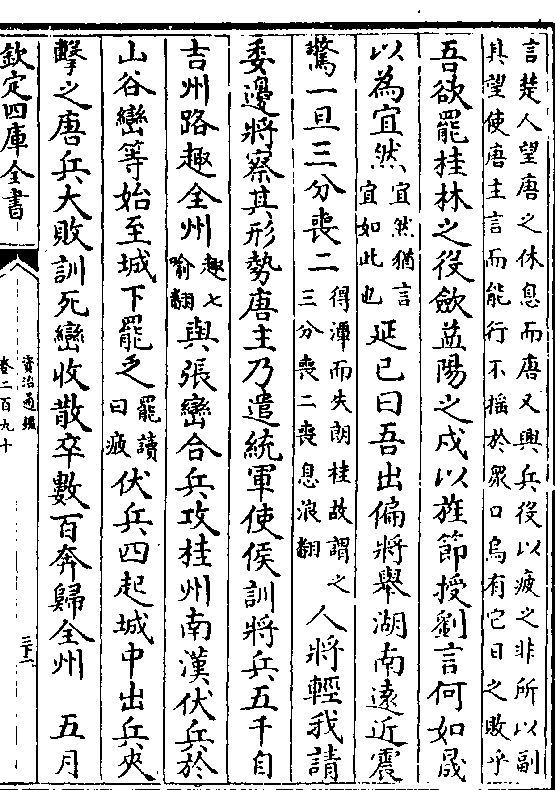 言楚人望唐之休息而唐又興兵役以疲之非所以副
其望使唐主言而能行不揺於衆口烏有它日之敗乎
吾欲罷桂林之役斂益陽之戍以旌節授劉言何如晟
以為宜然宜然猶言宜如此也延已曰吾出偏將舉湖南遠近震
驚一旦三分喪二得潭而失朗桂故謂之三分喪二喪息浪翻人將輕我請
委邊將察其形勢唐主乃遣統軍使侯訓將兵五千自
吉州路趣全州趣七喻翻與張巒合兵攻桂州南漢伏兵於
山谷巒等始至城下罷乏罷讀曰疲伏兵四起城中出兵夾
擊之唐兵大敗訓死巒收散卒數百奔歸全州　五月
欽定四庫全書
資治通鑑
卷二百九十
三十二